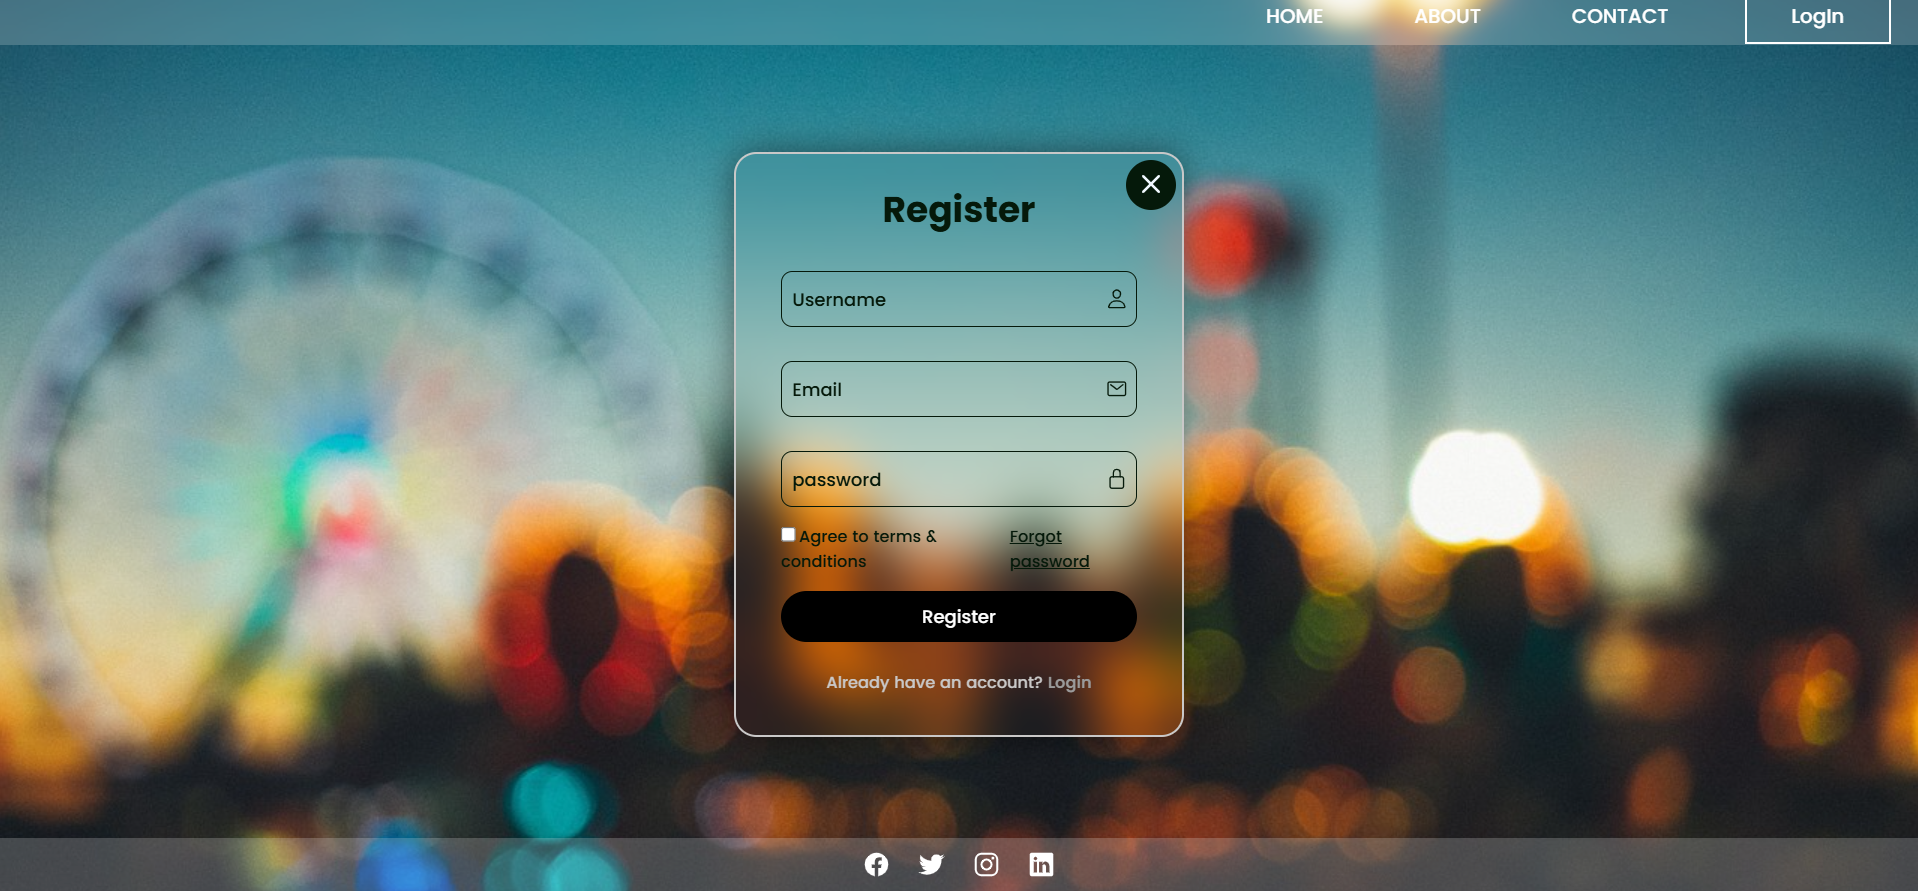 HOME ABOUT CONTACT LogIn
Register
Username
Email
password
Agree to terms &
conditions
Forgot
password
Register
Already have an account? Login